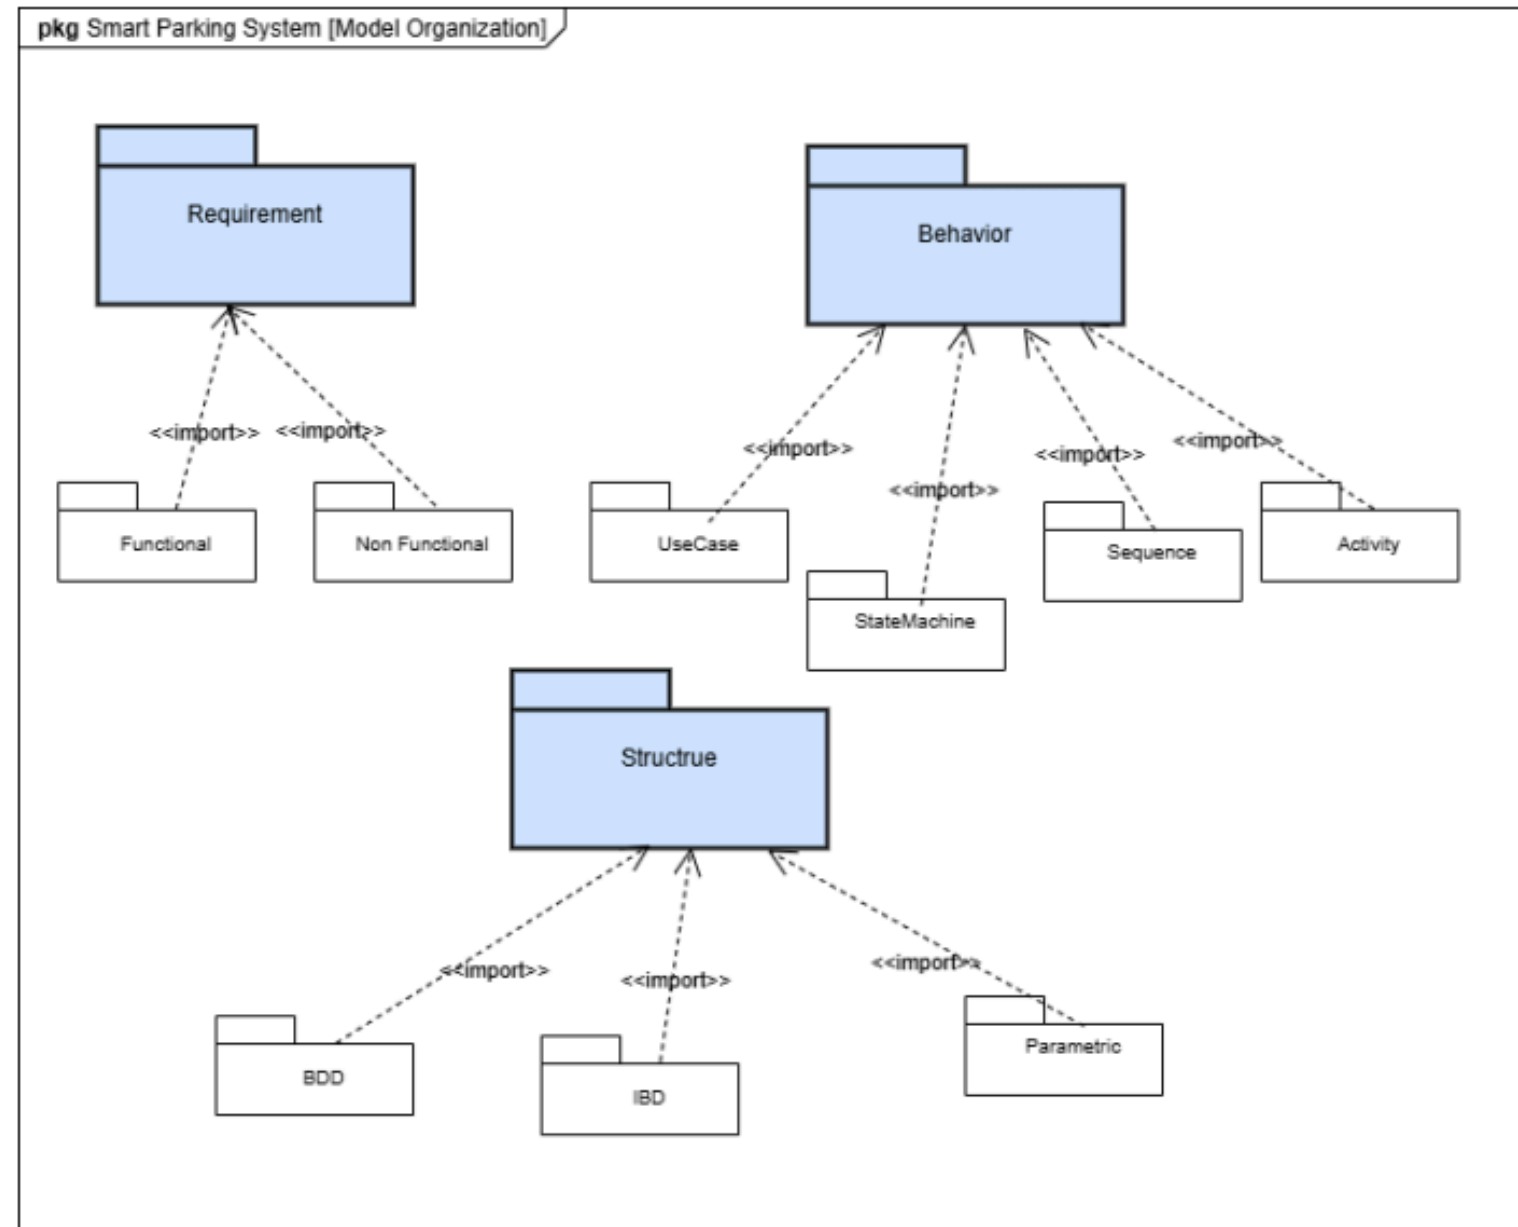 pkg Smart Parking System [Model Organization]
Requirement
Behavior
<<import>>
<<import>>
<<import>>
<<import>>
<<import>>
<<import>>
Functional
Non Functional
UseCase
StateMachine
Sequence
Activity
Structrue
<<import>>
<<import>>
<<import>>
BDD
IBD
Parametric